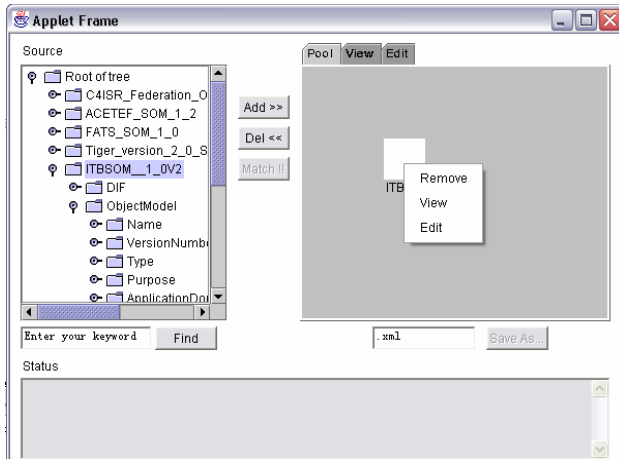 Applet Frame
Source
Root of tree
C4ISR_Federation_O
ACETEF_SOM_1_2
FATS_SOM_1_0
Tiger_version_2_0_S
ITBSOM__1_0V2
DIF
ObjectModel
Name
VersionNumb
Type
Purpose
ApplicationDo
Enter your keyword
Find
Add >>
Del <<
Match !!
Pool View Edit
ITB
Remove
View
Edit
.xml
Save As...
Status